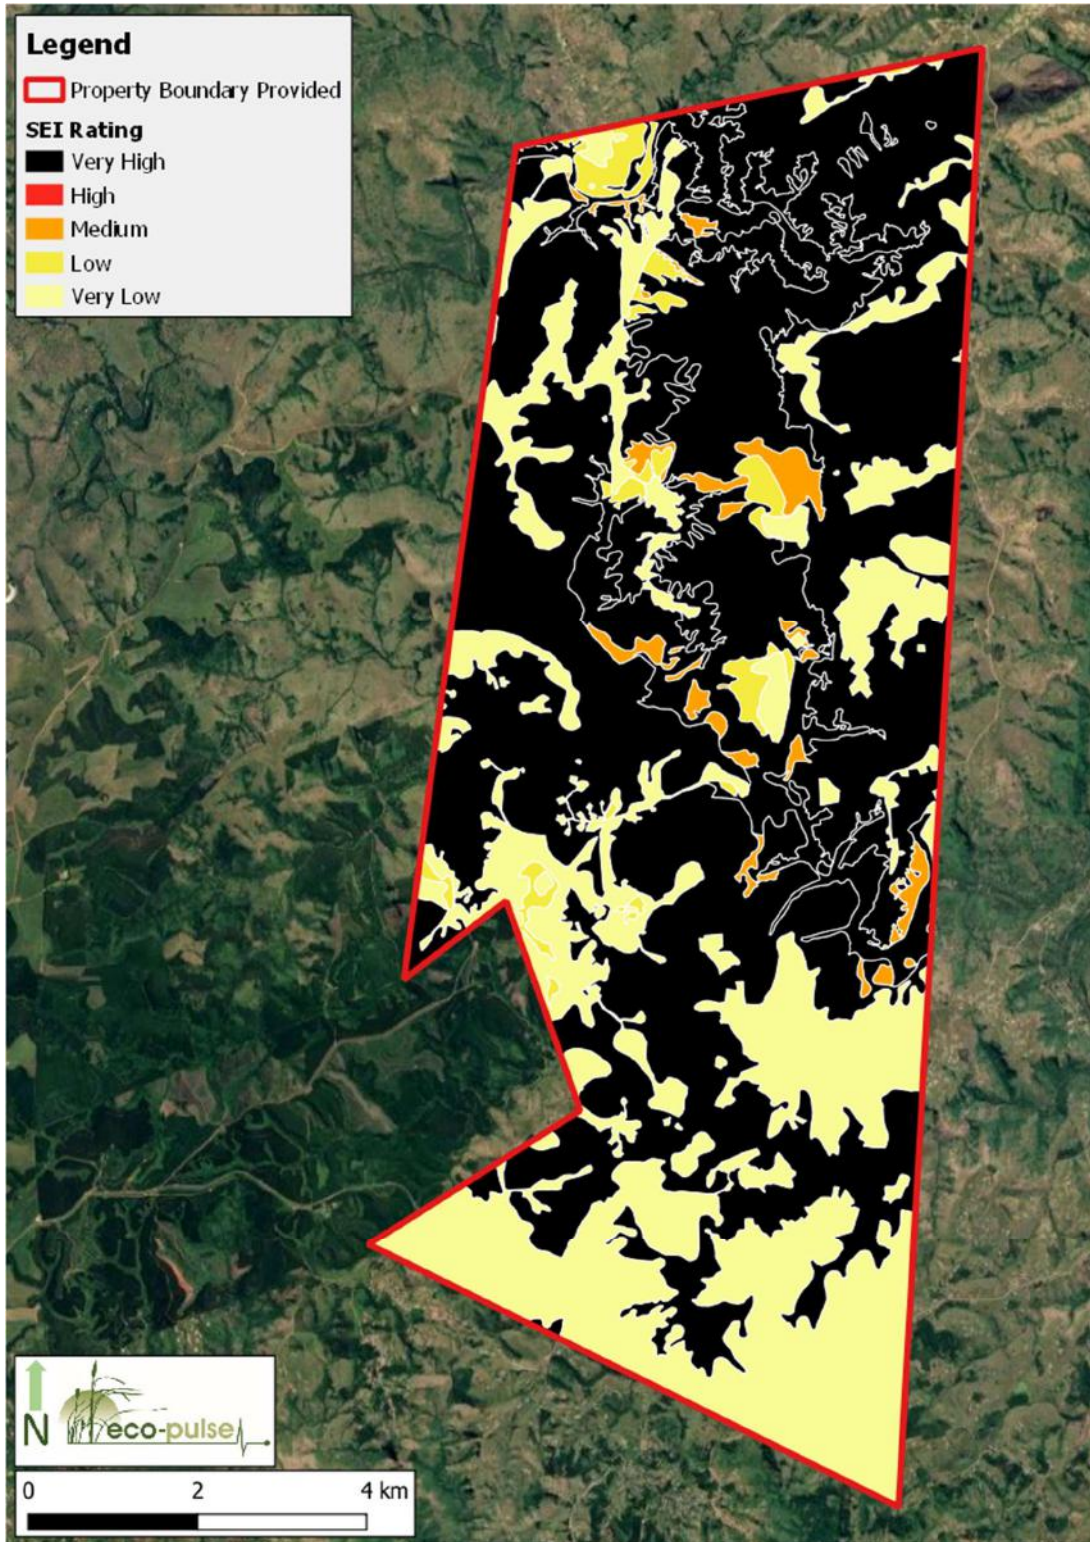 Legend
Property Boundary Provided
SEI Rating
Very High
High
Medium
Low
Very Low
N
eco-pulse
0 2 4 km